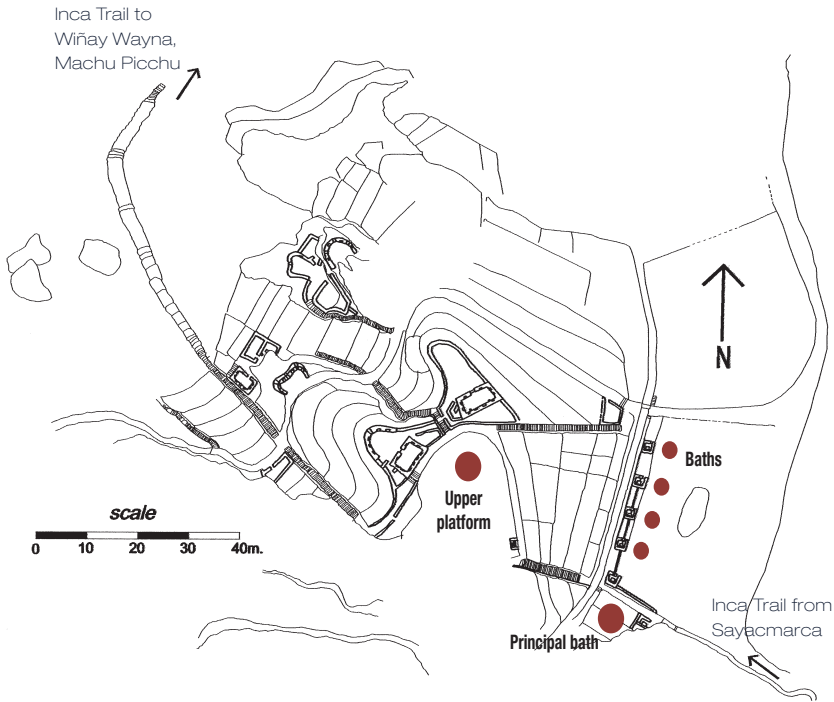 Inca Trail to
Wiñay Wayna,
Machu Picchu
N
Baths
Upper
platform
scale
0 10 20 30 40m.
Inca Trail from
Sayacmarca
Principal bath